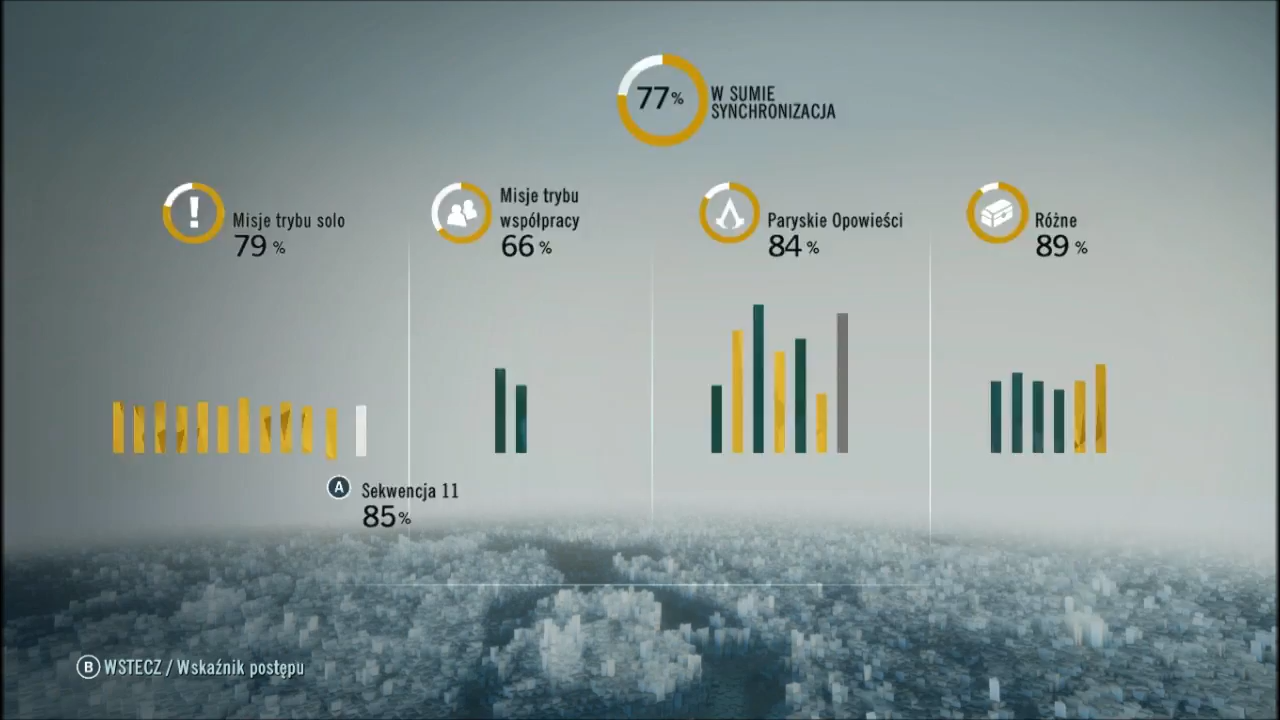 77%
W SUMIE
SYNCHRONIZACJA
Misje trybu solo
79 %
Misje trybu
współpracy
66 %
Paryskie Opowieści
84 %
Różne
89 %
A Sekwencja 11
85%
B WSTECZ / Wskaźnik postępu